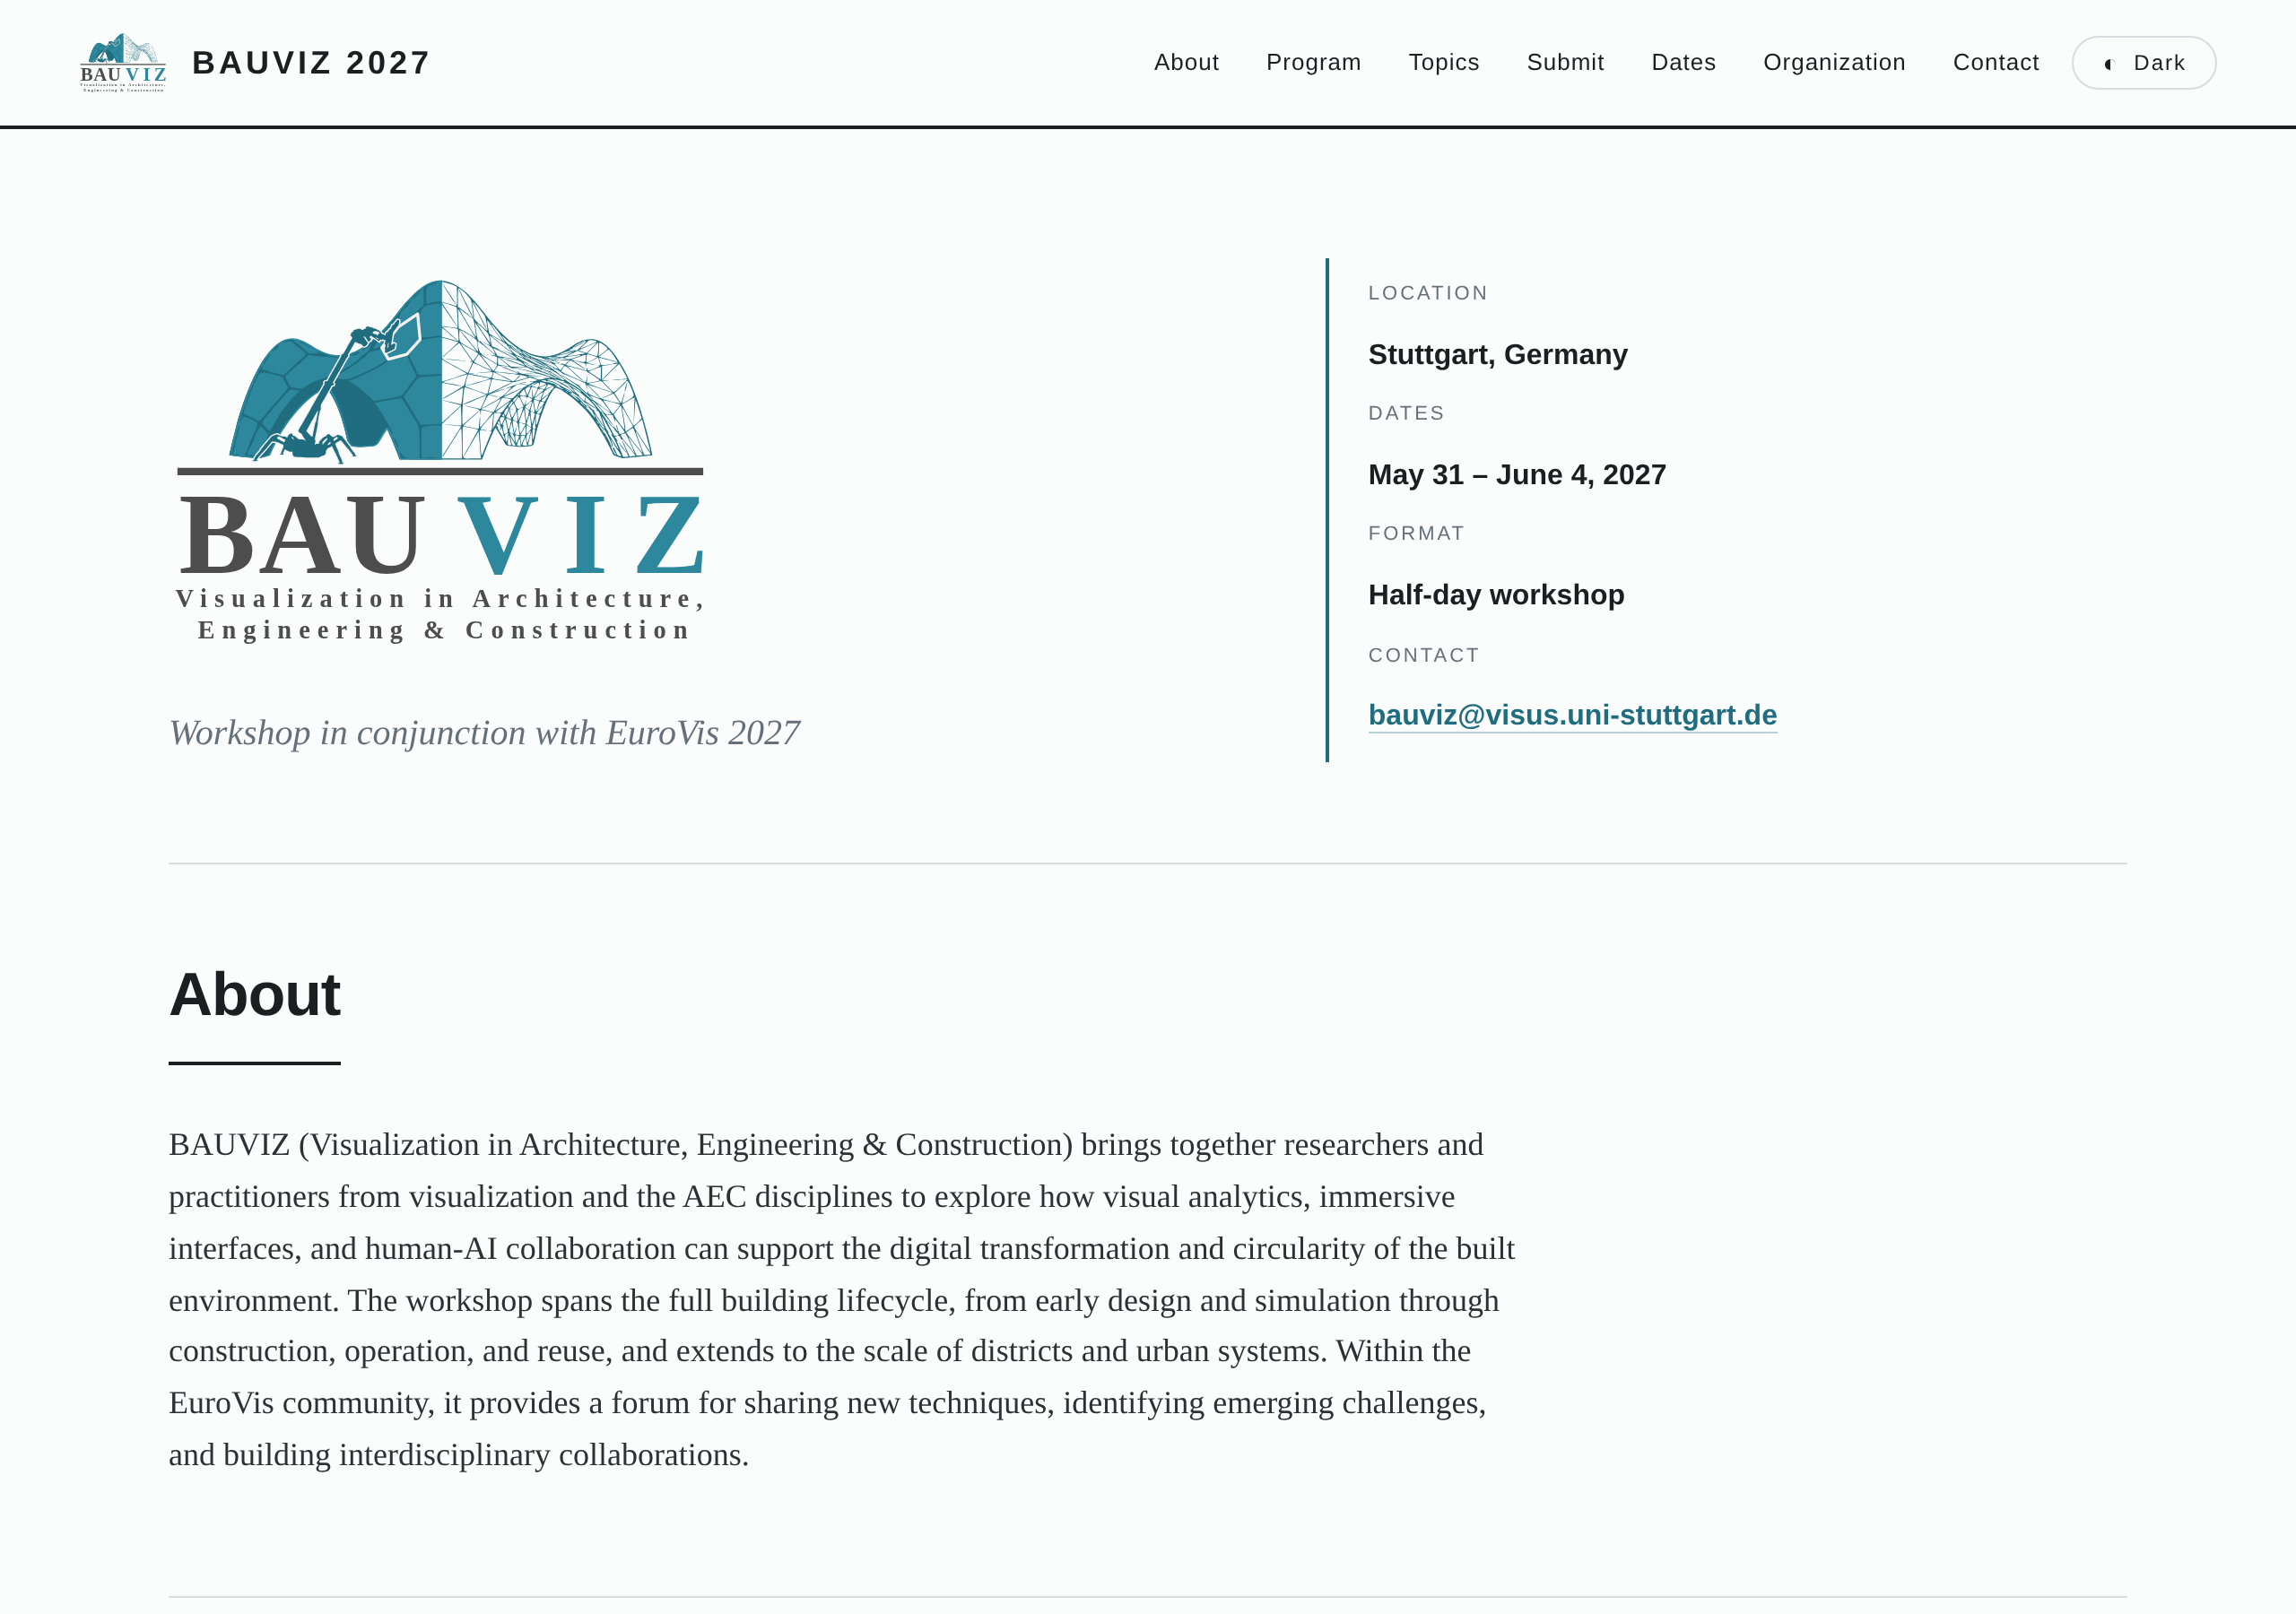 BAU VIZ
Visualization in Architecture,
Engineering & Construction
BAUVIZ 2027
About
Program
Topics
Submit
Dates
Organization
Contact
Dark
BAU VIZ
Visualization in Architecture,
Engineering & Construction
Workshop in conjunction with EuroVis 2027
LOCATION
Stuttgart, Germany
DATES
May 31 – June 4, 2027
FORMAT
Half-day workshop
CONTACT
bauviz@visus.uni-stuttgart.de
About
BAUVIZ (Visualization in Architecture, Engineering & Construction) brings together researchers and
practitioners from visualization and the AEC disciplines to explore how visual analytics, immersive
interfaces, and human-AI collaboration can support the digital transformation and circularity of the built
environment. The workshop spans the full building lifecycle, from early design and simulation through
construction, operation, and reuse, and extends to the scale of districts and urban systems. Within the
EuroVis community, it provides a forum for sharing new techniques, identifying emerging challenges,
and building interdisciplinary collaborations.